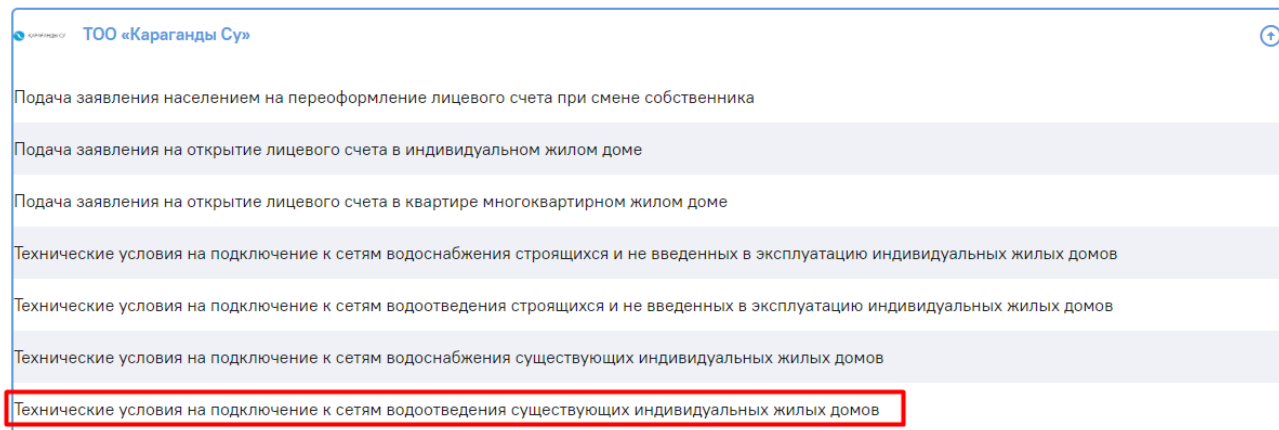 ҚАРАҒАНДЫ СУ ТОО «Караганды Су»
Подача заявления населением на переоформление лицевого счета при смене собственника
Подача заявления на открытие лицевого счета в индивидуальном жилом доме
Подача заявления на открытие лицевого счета в квартире многоквартирном жилом доме
Технические условия на подключение к сетям водоснабжения строящихся и не введенных в эксплуатацию индивидуальных жилых домов
Технические условия на подключение к сетям водоотведения строящихся и не введенных в эксплуатацию индивидуальных жилых домов
Технические условия на подключение к сетям водоснабжения существующих индивидуальных жилых домов
Технические условия на подключение к сетям водоотведения существующих индивидуальных жилых домов